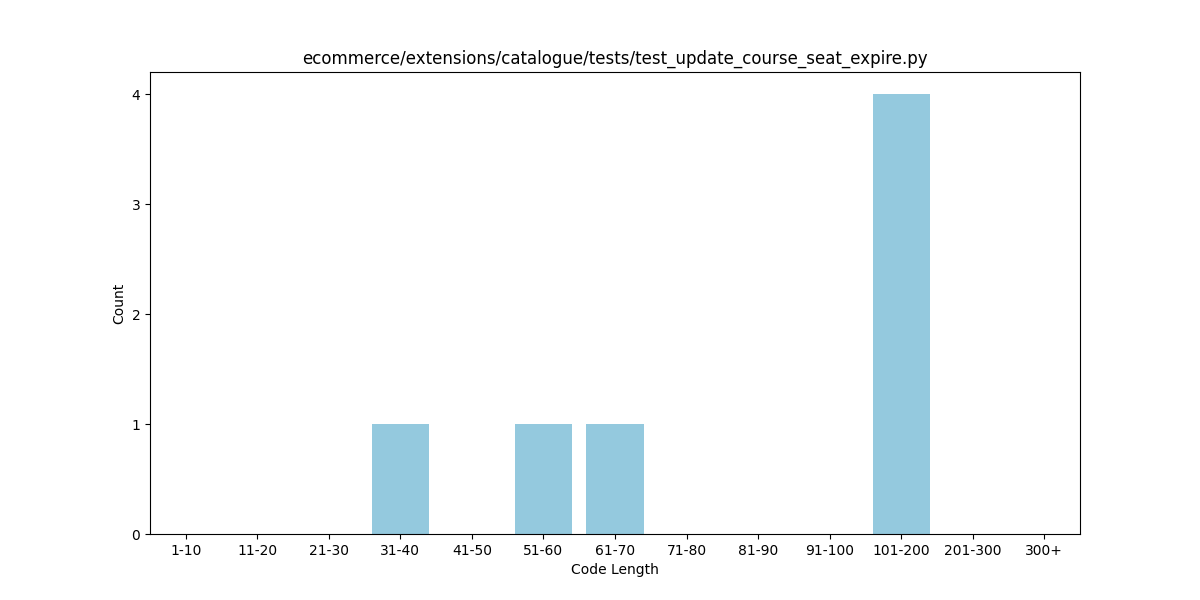 ecommerce/extensions/catalogue/tests/test_update_course_seat_expire.py
4
3
2
1
0
Count
1-10 11-20 21-30 31-40 41-50 51-60 61-70 71-80 81-90 91-100 101-200 201-300 300+
Code Length